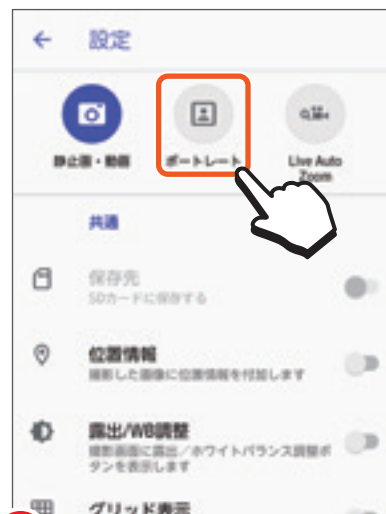 設定
静止画・動画
ポートレート
Live Auto
Zoom
共通
保存先
SDカードに保存する
位置情報
撮影した画像に位置情報を付加します
露出/WB調整
撮影画面に露出/ホワイトバランス調整ボ
タンを表示します
グリッド表示